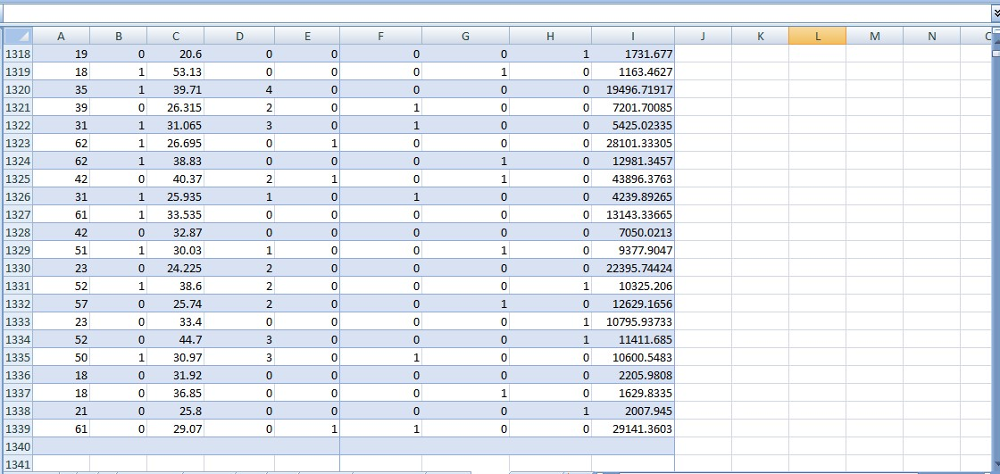 A B C D E F G H I J K L M N C
1318 19 0 20.6 0 0 0 0 1 1731.677
1319 18 1 53.13 0 0 0 1 0 1163.4627
1320 35 1 39.71 4 0 0 0 0 19496.71917
1321 39 0 26.315 2 0 1 0 0 7201.70085
1322 31 1 31.065 3 0 1 0 0 5425.02335
1323 62 1 26.695 0 1 0 0 0 28101.33305
1324 62 1 38.83 0 0 0 1 0 12981.3457
1325 42 0 40.37 2 1 0 1 0 43896.3763
1326 31 1 25.935 1 0 1 0 0 4239.89265
1327 61 1 33.535 0 0 0 0 0 13143.33665
1328 42 0 32.87 0 0 0 0 0 7050.0213
1329 51 1 30.03 1 0 0 1 0 9377.9047
1330 23 0 24.225 2 0 0 0 0 22395.74424
1331 52 1 38.6 2 0 0 0 1 10325.206
1332 57 0 25.74 2 0 0 1 0 12629.1656
1333 23 0 33.4 0 0 0 0 1 10795.93733
1334 52 0 44.7 3 0 0 0 1 11411.685
1335 50 1 30.97 3 0 1 0 0 10600.5483
1336 18 0 31.92 0 0 0 0 0 2205.9808
1337 18 0 36.85 0 0 0 1 0 1629.8335
1338 21 0 25.8 0 0 0 0 1 2007.945
1339 61 0 29.07 0 1 1 0 0 29141.3603
1340
1341